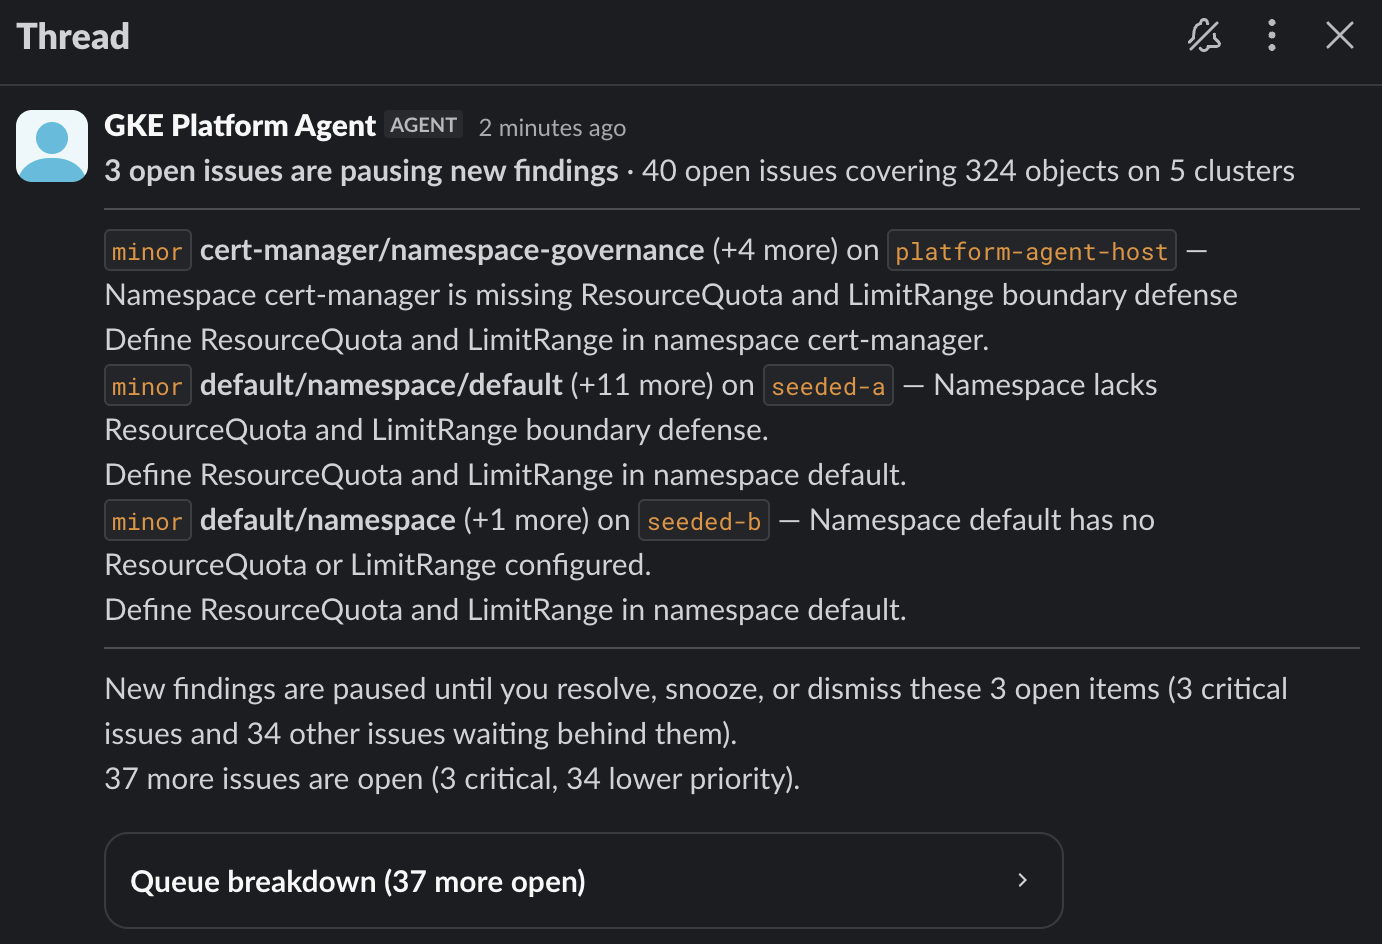 Thread
GKE Platform Agent AGENT 2 minutes ago
3 open issues are pausing new findings · 40 open issues covering 324 objects on 5 clusters
minor cert-manager/namespace-governance (+4 more) on platform-agent-host —
Namespace cert-manager is missing ResourceQuota and LimitRange boundary defense
Define ResourceQuota and LimitRange in namespace cert-manager.
minor default/namespace/default (+11 more) on seeded-a — Namespace lacks
ResourceQuota and LimitRange boundary defense.
Define ResourceQuota and LimitRange in namespace default.
minor default/namespace (+1 more) on seeded-b — Namespace default has no
ResourceQuota or LimitRange configured.
Define ResourceQuota and LimitRange in namespace default.
New findings are paused until you resolve, snooze, or dismiss these 3 open items (3 critical
issues and 34 other issues waiting behind them).
37 more issues are open (3 critical, 34 lower priority).
Queue breakdown (37 more open)